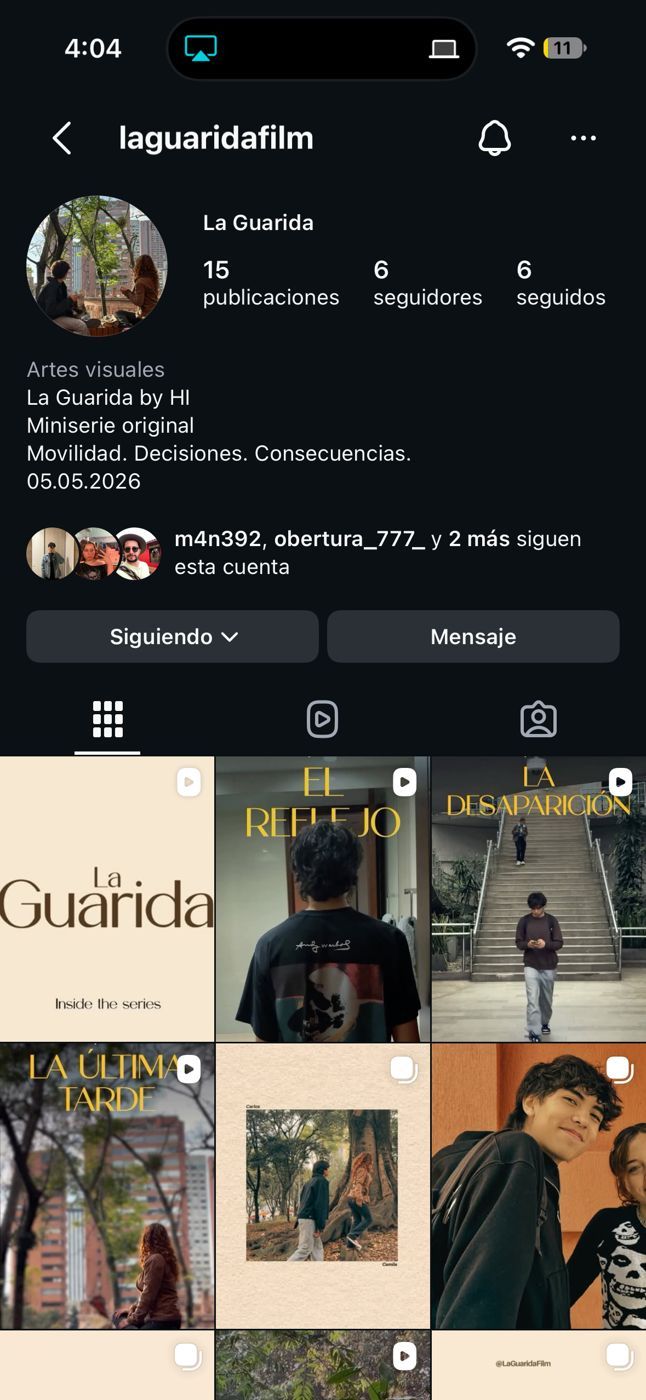 4:04
11
laguaridafilm
La Guarida
15
publicaciones
6
seguidores
6
seguidos
Artes visuales
La Guarida by HI
Miniserie original
Movilidad. Decisiones. Consecuencias.
05.05.2026
m4n392, obertura_777_ y 2 más siguen
esta cuenta
Siguiendo
Mensaje
La
Guarida
Inside the series
EL
REFLEJO
Andy Warhol
LA
DESAPARICIÓN
LA ÚLTIMA
TARDE
Carlos
Camila
@LaGuaridaFilm